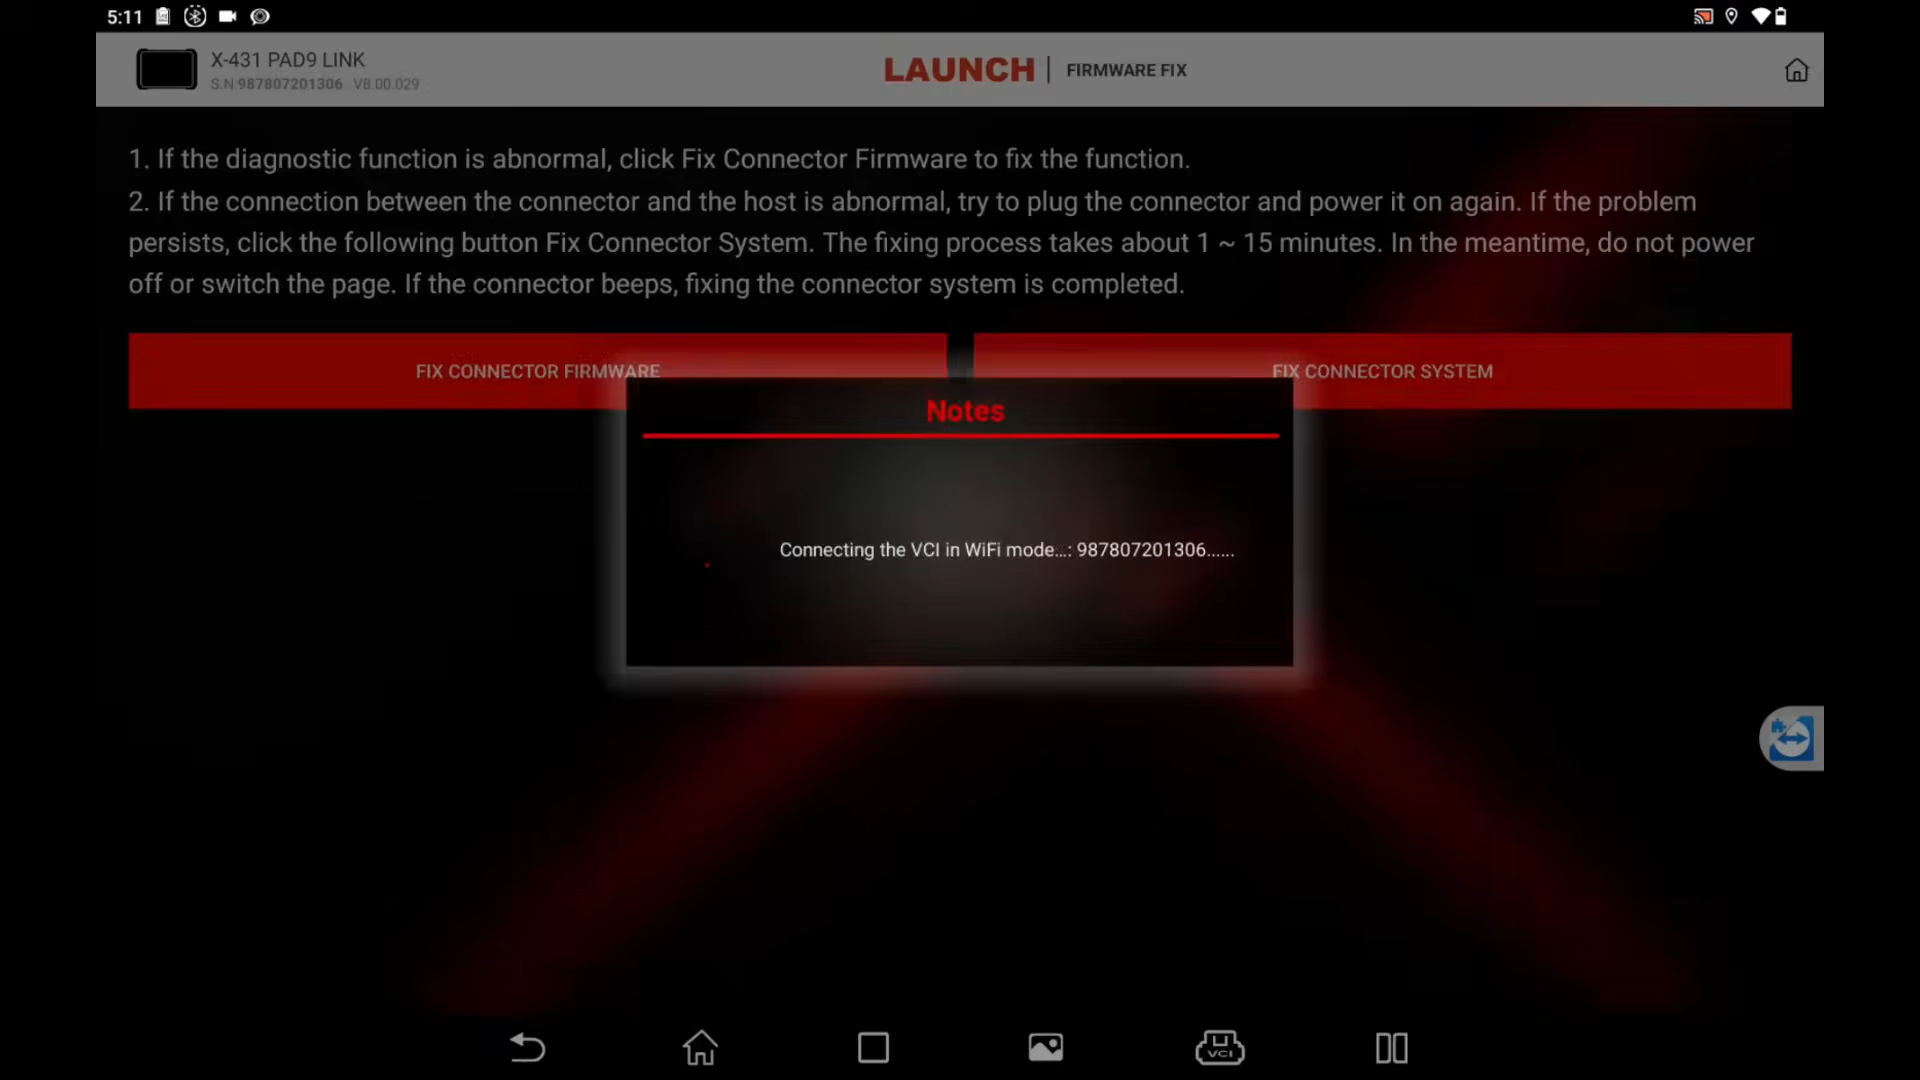 5:11
X-431 PAD9 LINK
S.N:987807201306 V8.00.029
LAUNCH | FIRMWARE FIX
1. If the diagnostic function is abnormal, click Fix Connector Firmware to fix the function.
2. If the connection between the connector and the host is abnormal, try to plug the connector and power it on again. If the problem
persists, click the following button Fix Connector System. The fixing process takes about 1 ~ 15 minutes. In the meantime, do not power
off or switch the page. If the connector beeps, fixing the connector system is completed.
FIX CONNECTOR FIRMWARE
FIX CONNECTOR SYSTEM
Notes
Connecting the VCI in WiFi mode...: 987807201306......
VCI